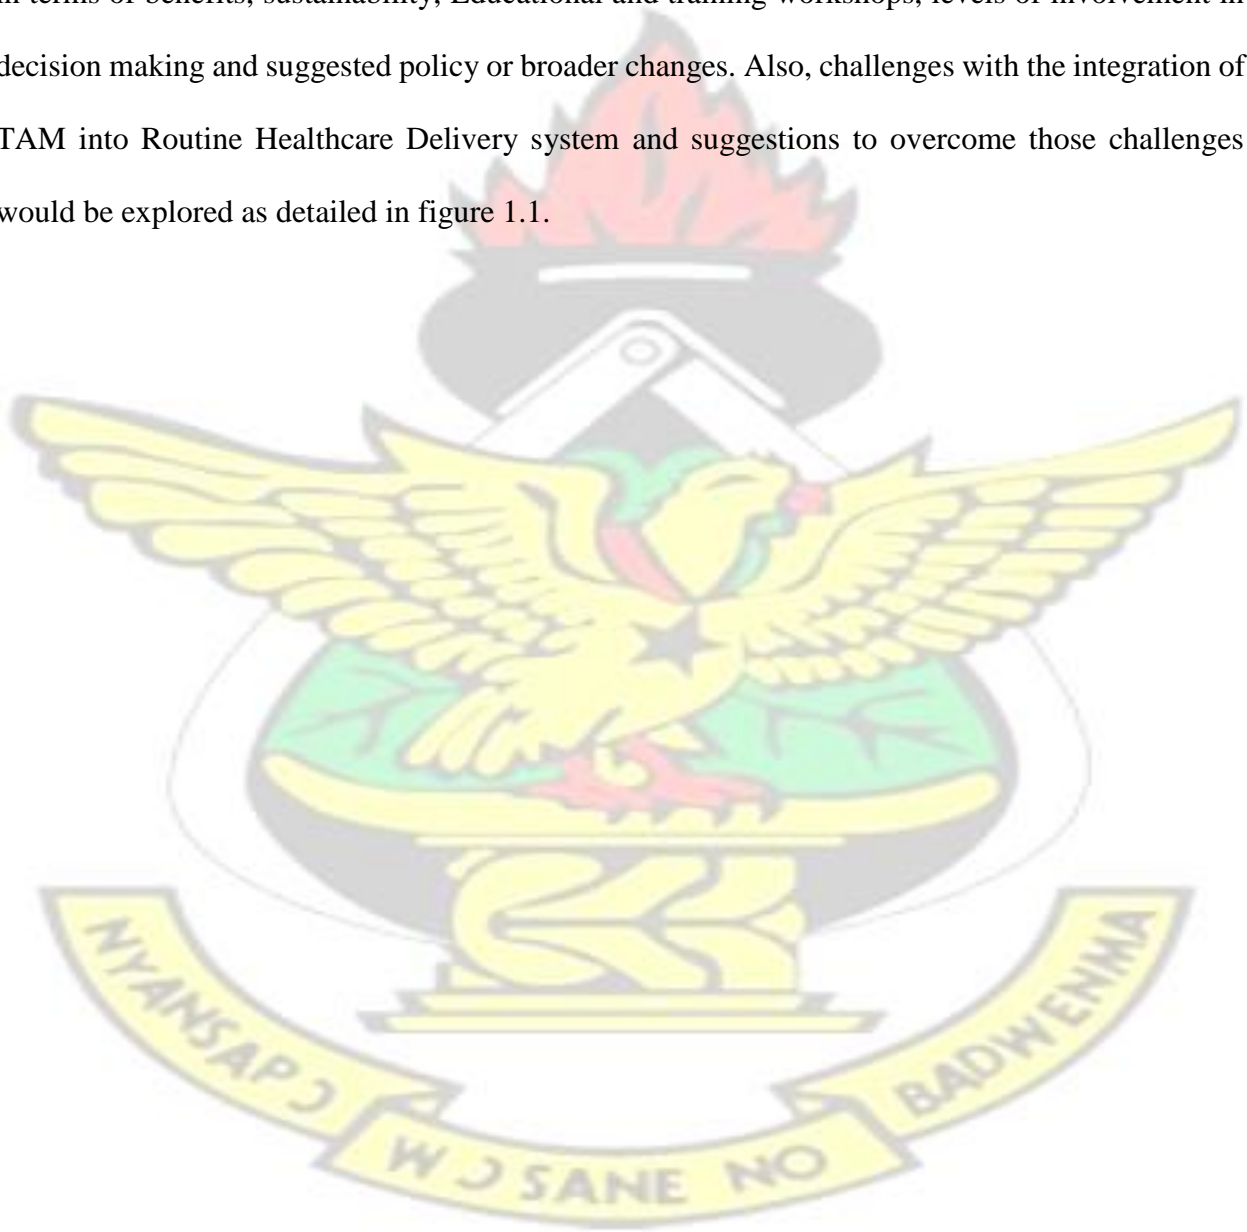 in terms of benefits, sustainability, Educational and training workshops, levels of involvement in
decision making and suggested policy or broader changes. Also, challenges with the integration of
TAM into Routine Healthcare Delivery system and suggestions to overcome those challenges
would be explored as detailed in figure 1.1.
NYANSAPƆ
WƆSANE NO
BADWENMA